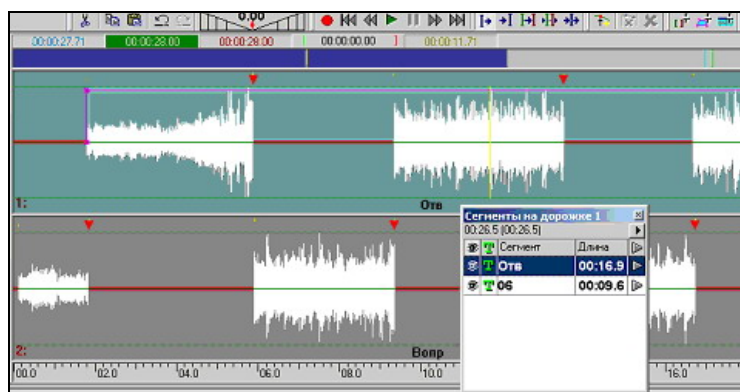 0.00
00:00:27.71 00:00:28.00 00:00:28.00 [ 00:00:00.00 ] 00:00:11.71
1: Отв
Сегменты на дорожке 1
00:26.5 (00:26.5)
Сегмент Длина
T Отв 00:16.9
T 06 00:09.6
2: Вопр
00.0 02.0 04.0 06.0 08.0 10.0 16.0